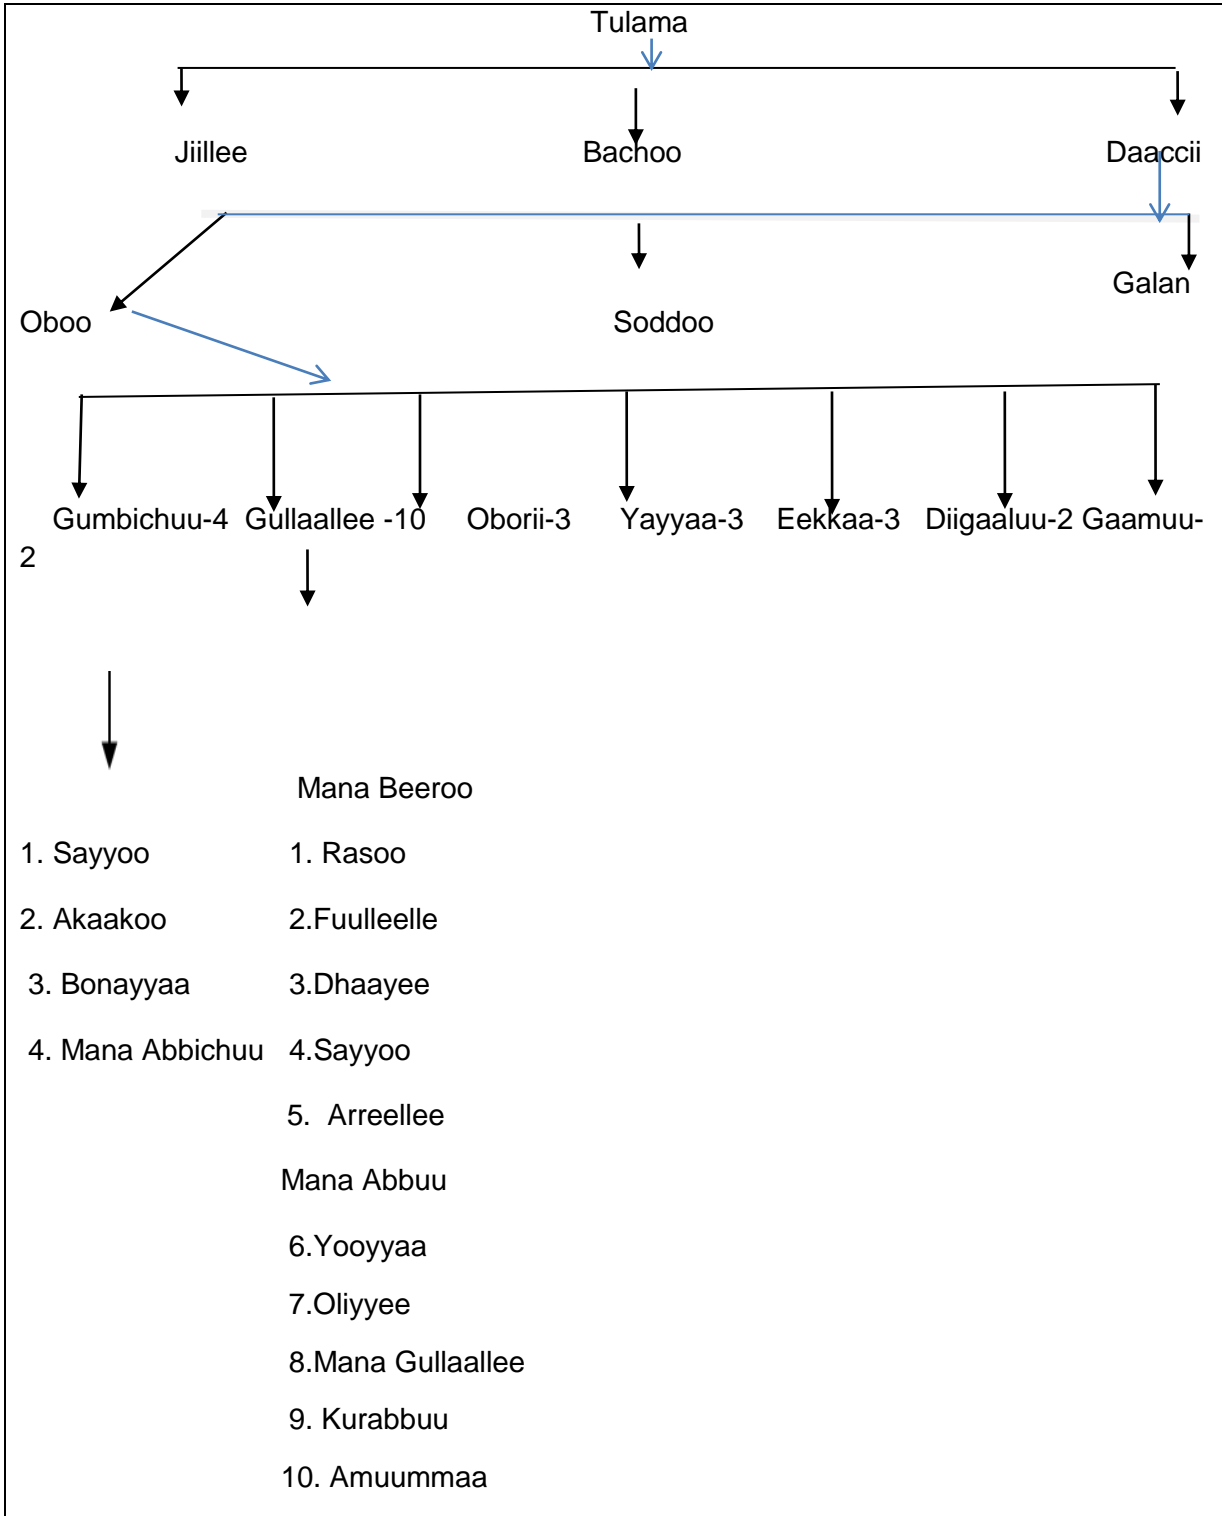 Tulama
Jiillee Bachoo Daaccii
Galan
Oboo Soddoo
Gumbichuu-4 Gullaallee -10 Oborii-3 Yayyaa-3 Eekkaa-3 Diigaaluu-2 Gaamuu-
2
Mana Beeroo
1. Sayyoo 1. Rasoo
2. Akaakoo 2.Fuulleelle
3. Bonayyaa 3.Dhaayee
4. Mana Abbichuu 4.Sayyoo
5. Arreellee
Mana Abbuu
6.Yooyyaa
7.Oliyyee
8.Mana Gullaallee
9. Kurabbuu
10. Amuummaa